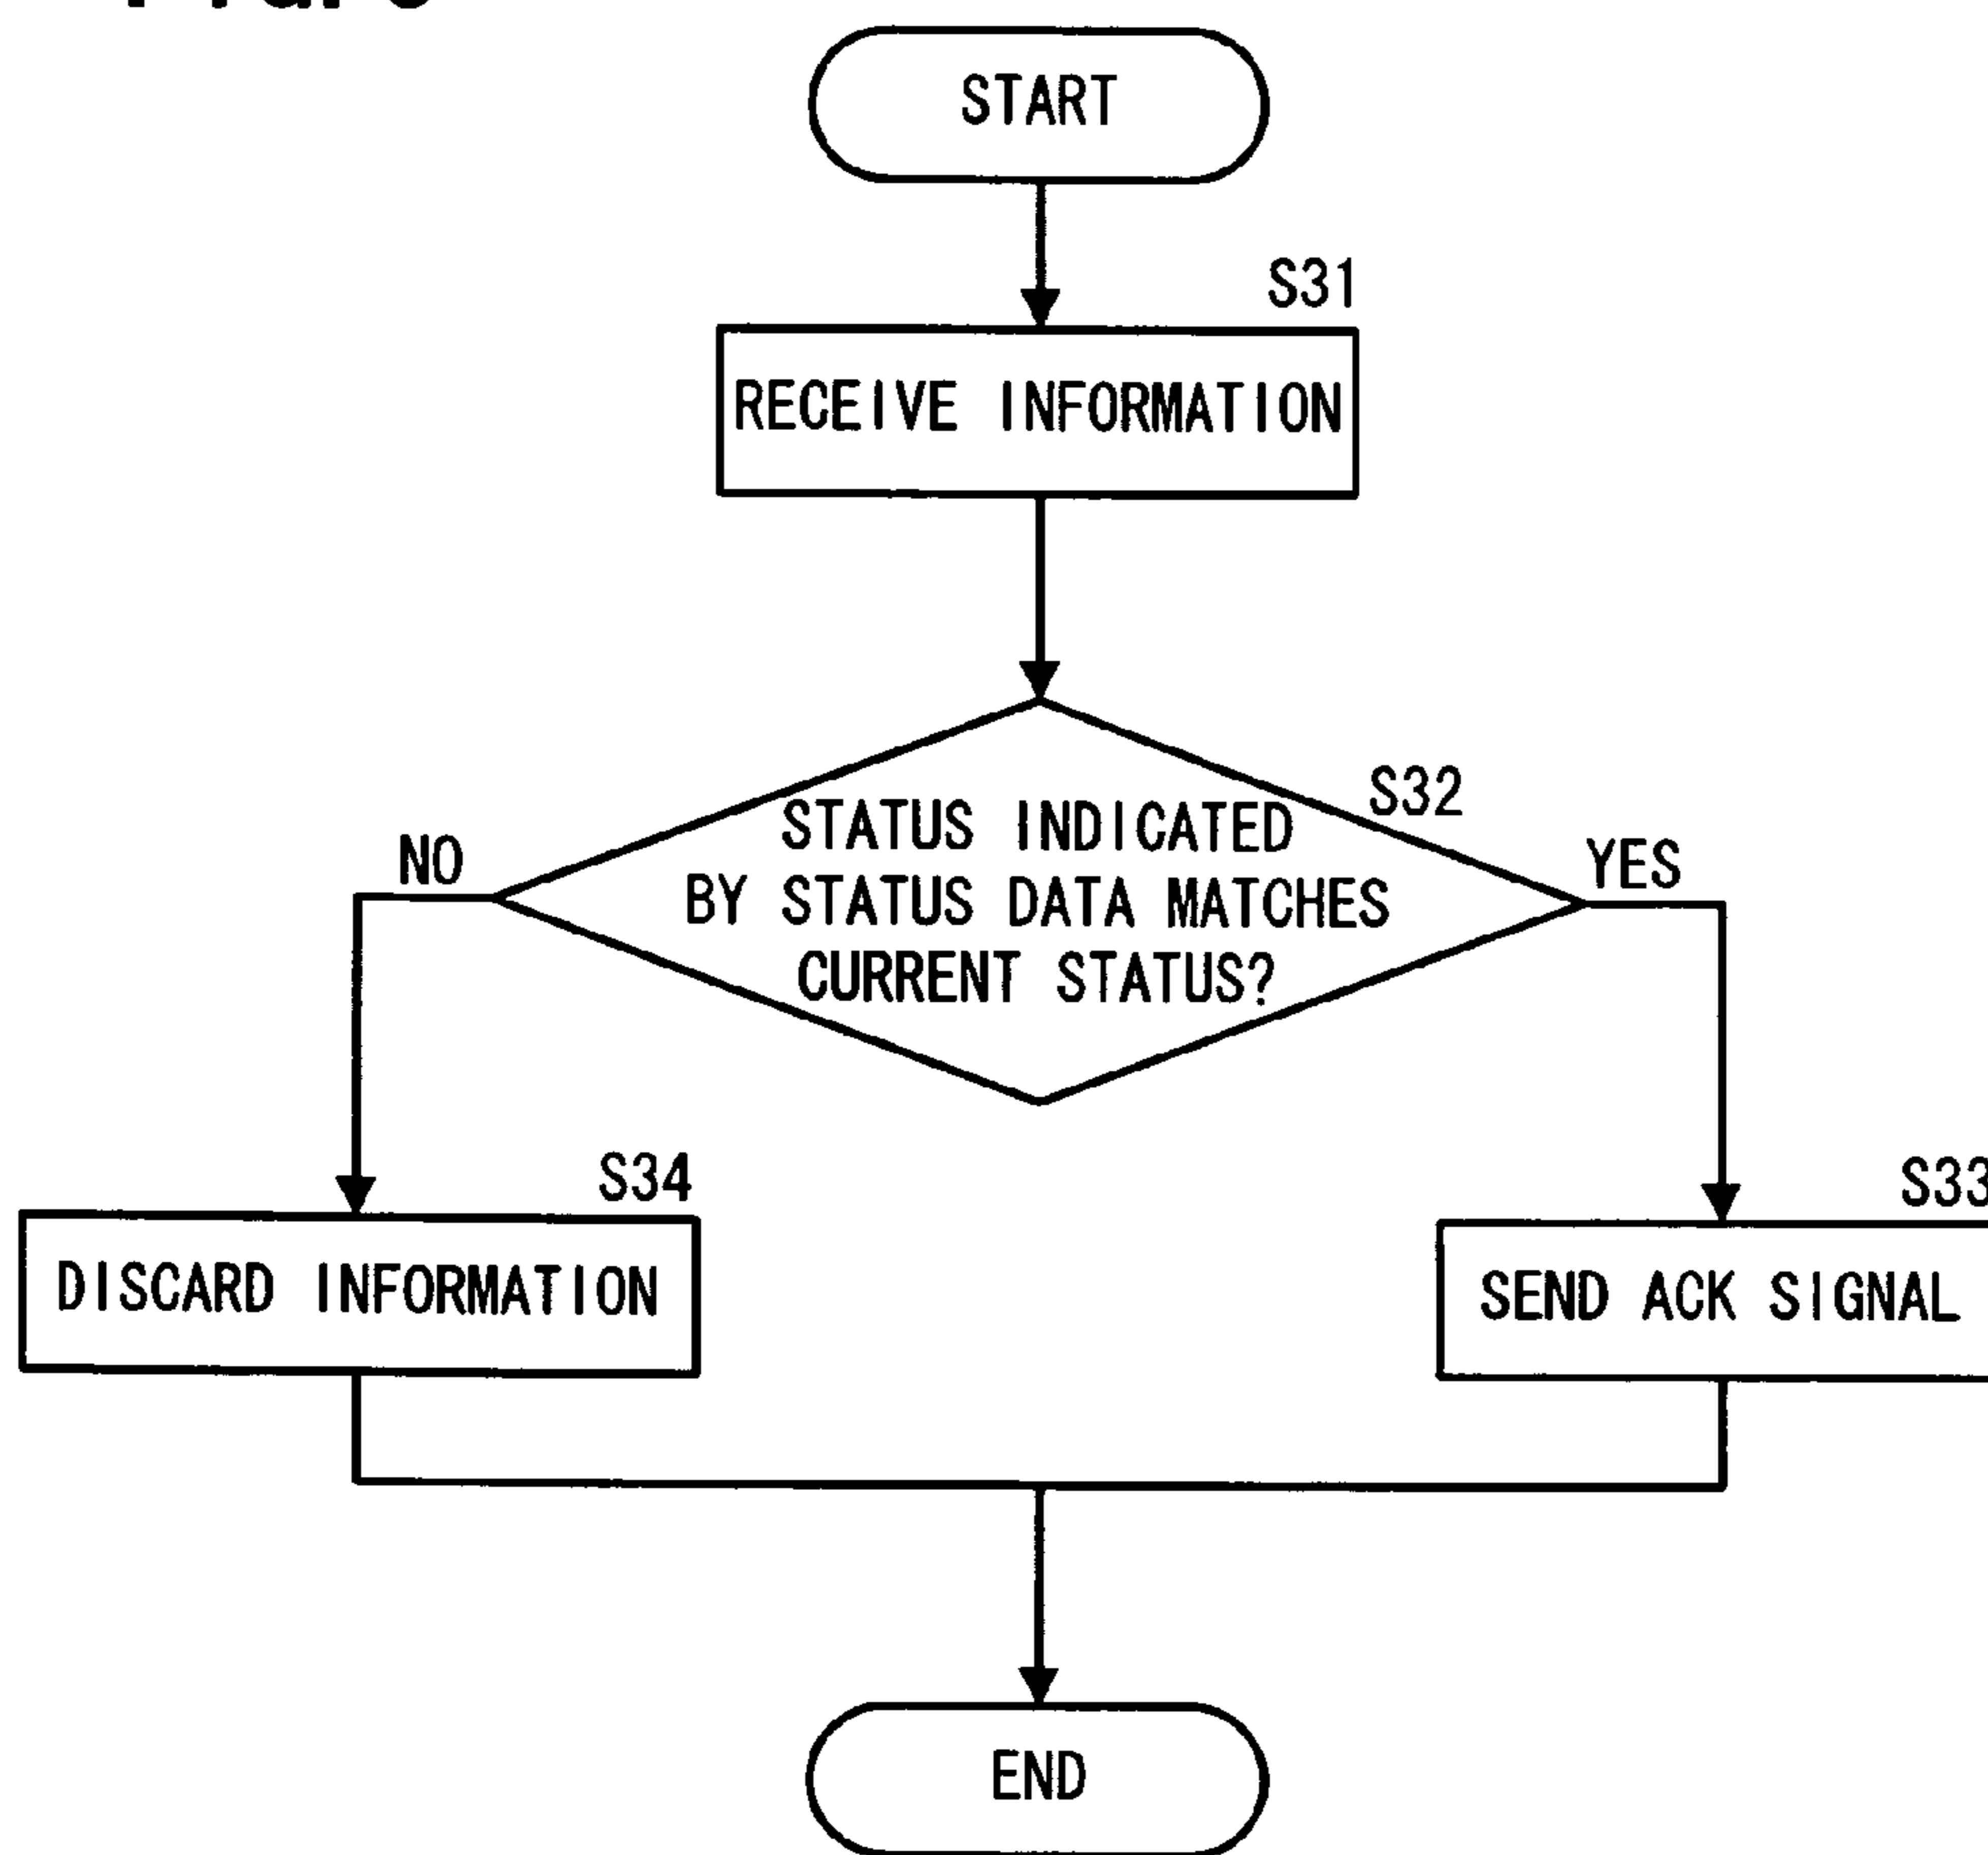 START
S31
RECEIVE INFORMATION
S32
STATUS INDICATED
BY STATUS DATA MATCHES
CURRENT STATUS?
NO
YES
S34
DISCARD INFORMATION
S33
SEND ACK SIGNAL
END